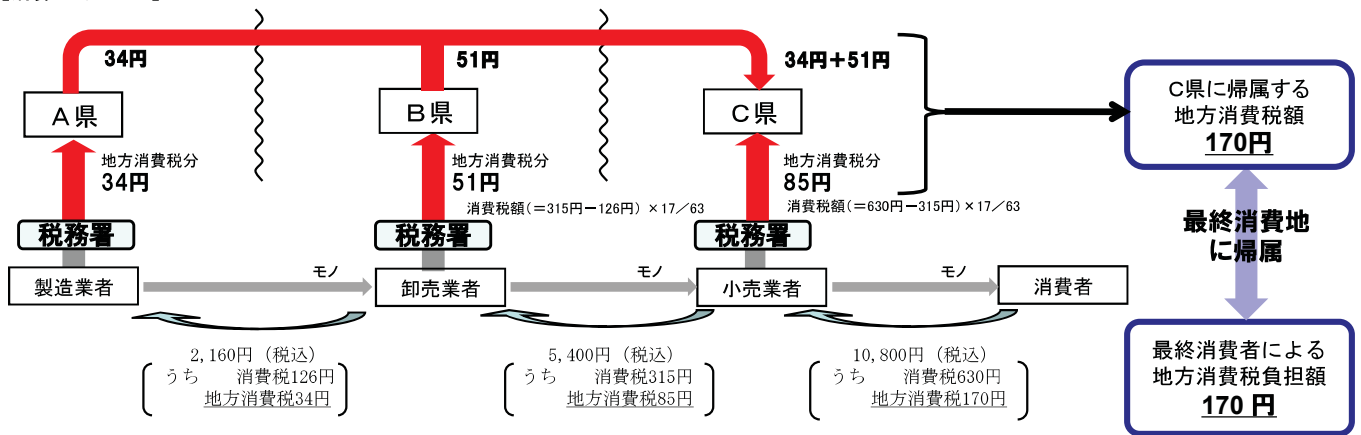 34円
51円
34円+51円
A県
B県
C県
地方消費税分
34円
地方消費税分
51円
消費税額(=315円-126円)×17/63
地方消費税分
85円
消費税額(=630円-315円)×17/63
税務署
税務署
税務署
製造業者
モノ
卸売業者
モノ
小売業者
モノ
消費者
2,160円(税込)
うち 消費税126円
地方消費税34円
5,400円(税込)
うち 消費税315円
地方消費税85円
10,800円(税込)
うち 消費税630円
地方消費税170円
C県に帰属する
地方消費税額
170円
最終消費地
に帰属
最終消費者による
地方消費税負担額
170円